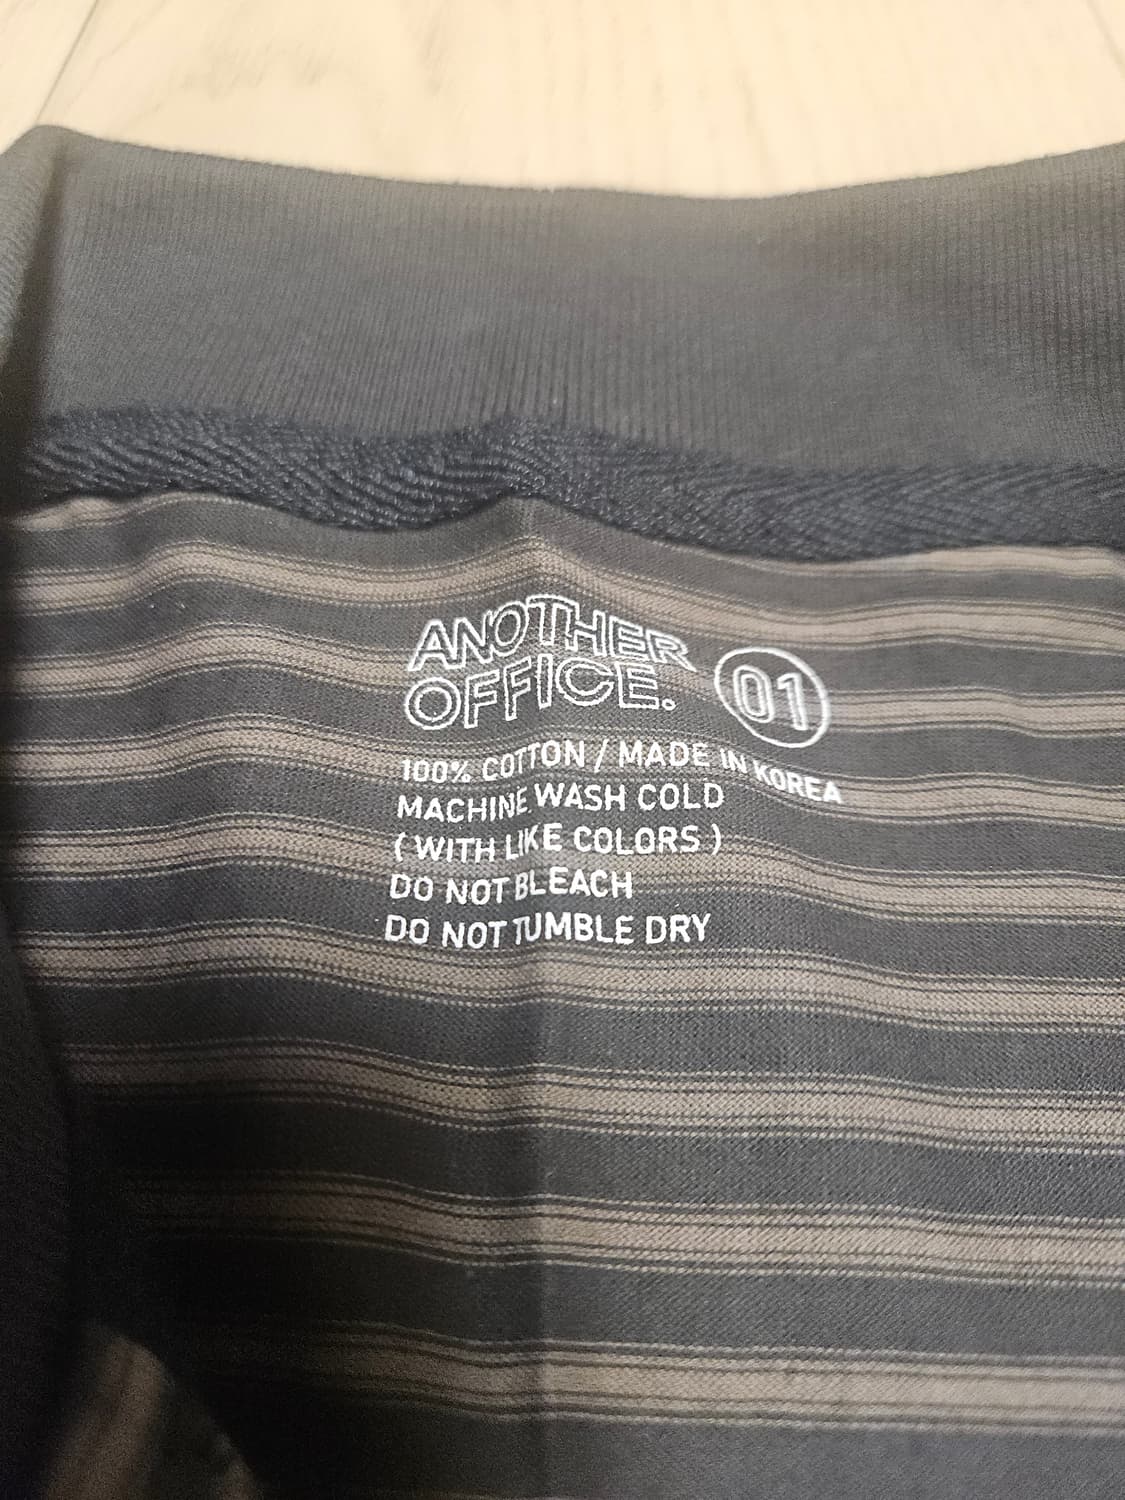 ANOTHER
OFFICE. 01
100% COTTON / MADE IN KOREA
MACHINE WASH COLD
( WITH LIKE COLORS )
DO NOT BLEACH
DO NOT TUMBLE DRY